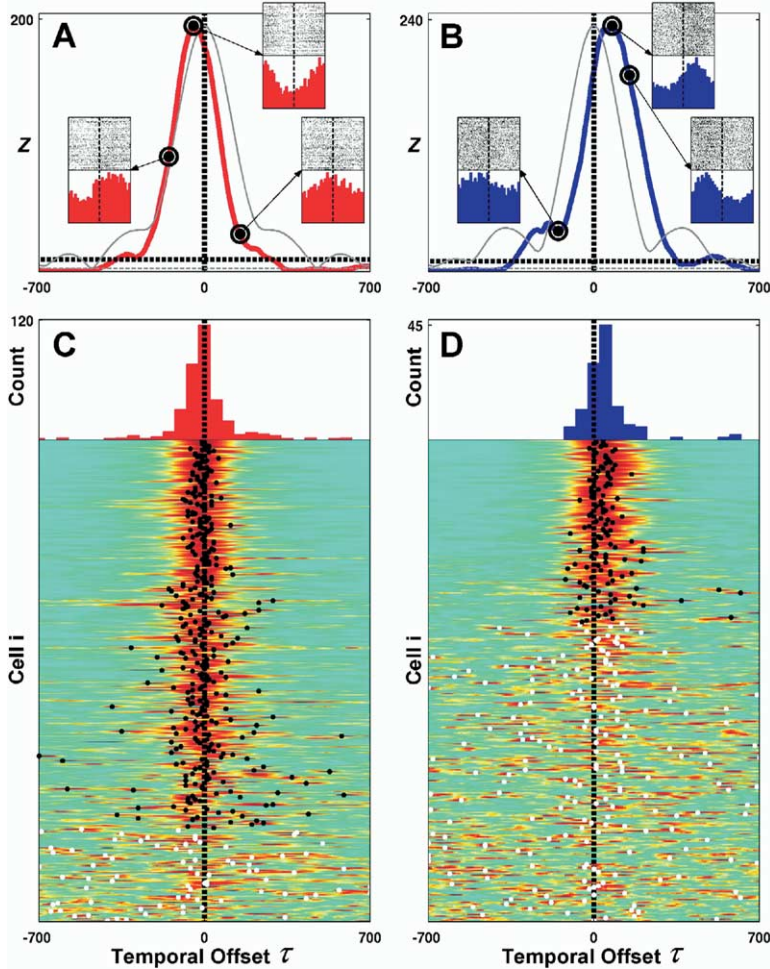 200
A
Z
-700
0
700
240
B
Z
-700
0
700
120
C
Count
Cell i
-700
0
700
Temporal Offset τ
45
D
Count
Cell i
-700
0
700
Temporal Offset τ